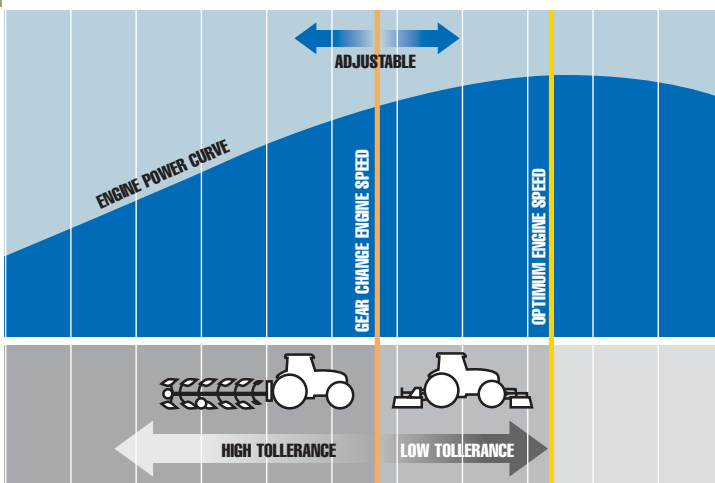 ADJUSTABLE
ENGINE POWER CURVE
GEAR CHANGE ENGINE SPEED
OPTIMUM ENGINE SPEED
HIGH TOLLERANCE
LOW TOLLERANCE